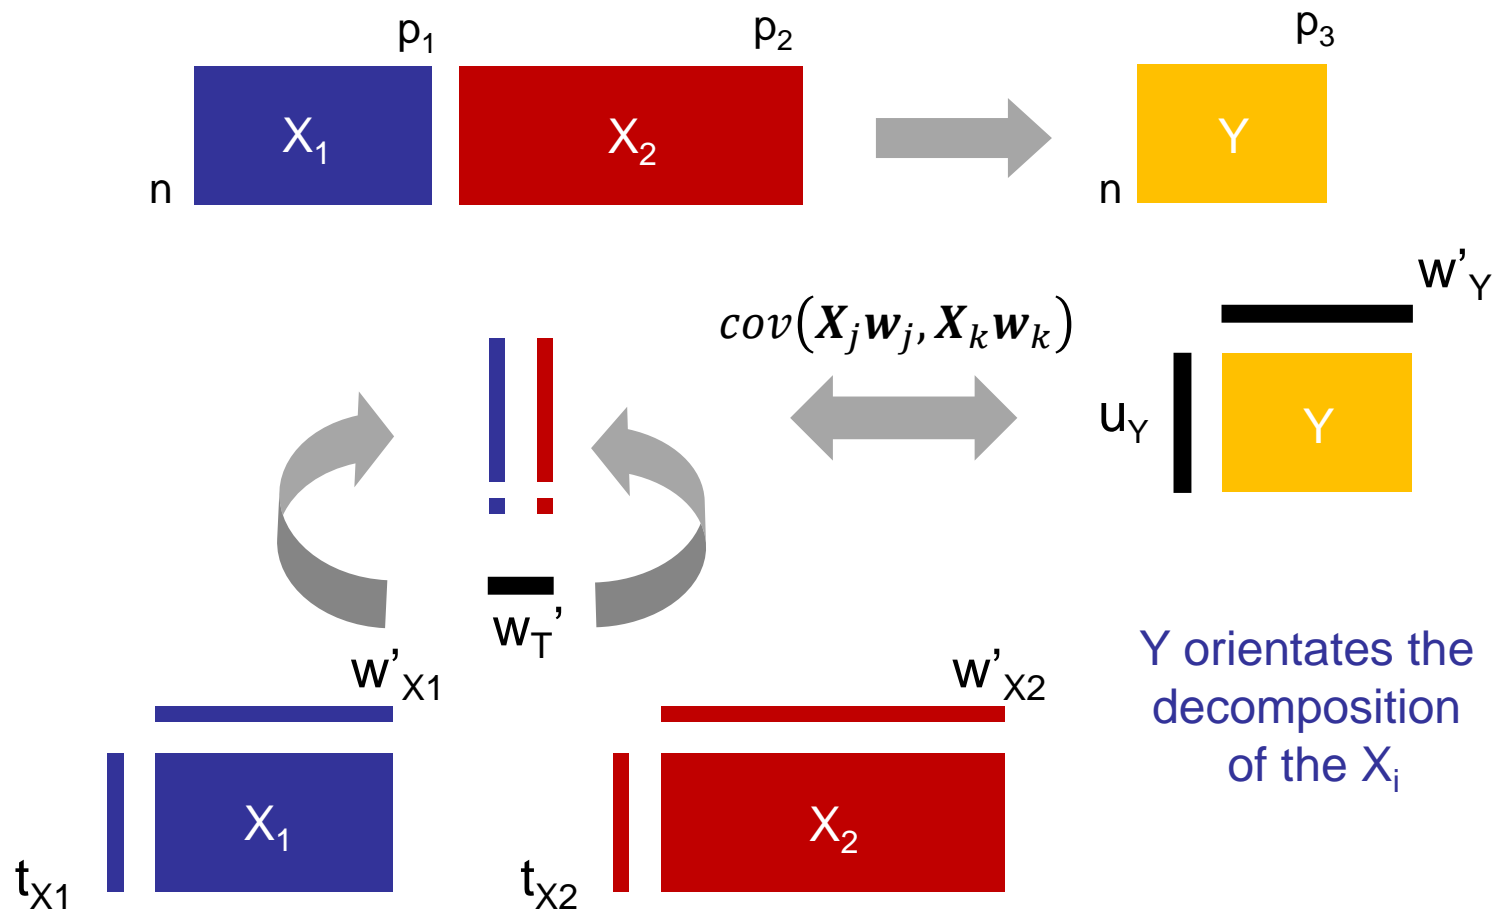 p₁
p₂
p₃
X₁
X₂
Y
n
n
w'Y
cov(Xⱼwⱼ, Xₖwₖ)
uY
Y
wT'
w'X1
w'X2
Y orientates the
decomposition
of the Xᵢ
X₁
X₂
tX1
tX2